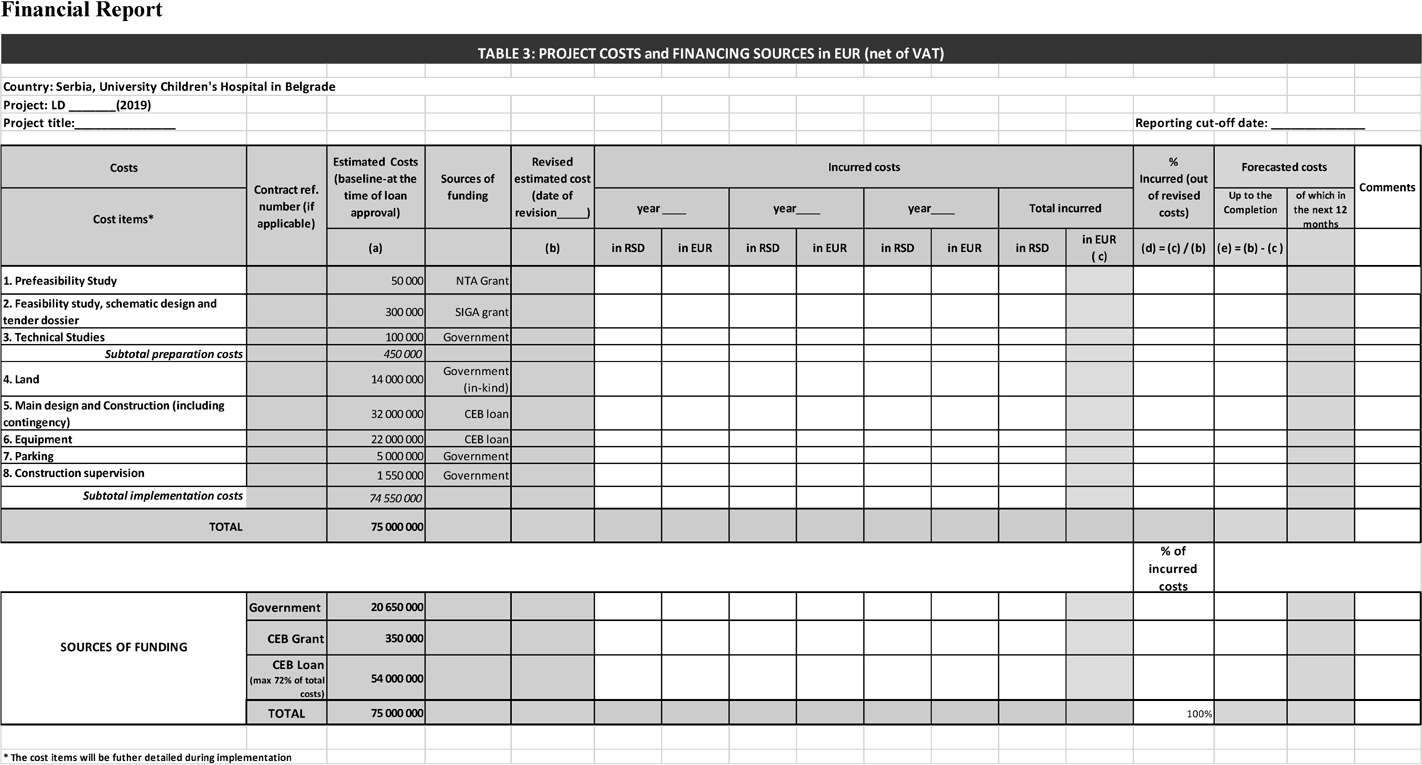 Financial Report
TABLE 3: PROJECT COSTS and FINANCING SOURCES in EUR (net of VAT)
Country: Serbia, University Children's Hospital in Belgrade
Project: LD _______(2019)
Project title:_______________ Reporting cut-off date: ______________
Costs
Cost items*
Contract ref.
number (if
applicable)
Estimated Costs
(baseline-at the
time of loan
approval)
(a)
Sources of
funding
Revised
estimated cost
(date of
revision_____)
(b)
Incurred costs
year ____ year____ year____ Total incurred
in RSD in EUR in RSD in EUR in RSD in EUR in RSD in EUR
( c)
%
Incurred (out
of revised
costs)
(d) = (c) / (b)
Forecasted costs
Up to the
Completion
(e) = (b) - (c )
of which in
the next 12
months
Comments
1. Prefeasibility Study 50 000 NTA Grant
2. Feasibility study, schematic design and
tender dossier 300 000 SIGA grant
3. Technical Studies 100 000 Government
Subtotal preparation costs 450 000
4. Land 14 000 000 Government
(in-kind)
5. Main design and Construction (including
contingency) 32 000 000 CEB loan
6. Equipment 22 000 000 CEB loan
7. Parking 5 000 000 Government
8. Construction supervision 1 550 000 Government
Subtotal implementation costs 74 550 000
TOTAL 75 000 000
% of
incurred
costs
SOURCES OF FUNDING
Government 20 650 000
CEB Grant 350 000
CEB Loan
(max 72% of total
costs) 54 000 000
TOTAL 75 000 000 100%
* The cost items will be futher detailed during implementation